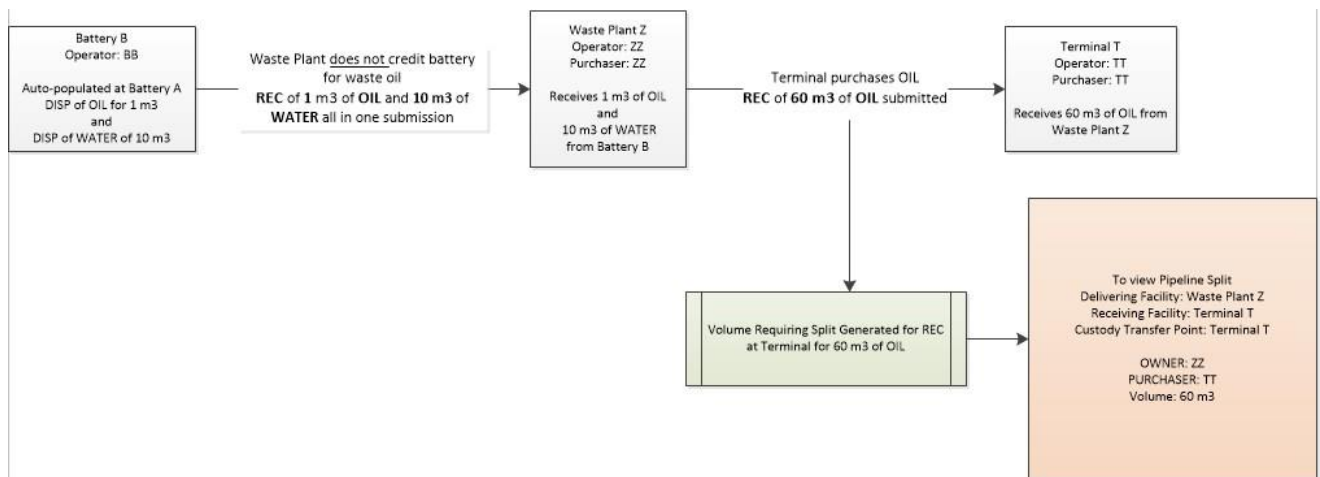 Battery B
Operator: BB
Auto-populated at Battery A
DISP of OIL for 1 m3
and
DISP of WATER of 10 m3
Waste Plant does not credit battery
for waste oil
REC of 1 m3 of OIL and 10 m3 of
WATER all in one submission
Waste Plant Z
Operator: ZZ
Purchaser: ZZ
Receives 1 m3 of OIL
and
10 m3 of WATER
from Battery B
Terminal purchases OIL
REC of 60 m3 of OIL submitted
Terminal T
Operator: TT
Purchaser: TT
Receives 60 m3 of OIL from
Waste Plant Z
Volume Requiring Split Generated for REC
at Terminal for 60 m3 of OIL
To view Pipeline Split
Delivering Facility: Waste Plant Z
Receiving Facility: Terminal T
Custody Transfer Point: Terminal T
OWNER: ZZ
PURCHASER: TT
Volume: 60 m3